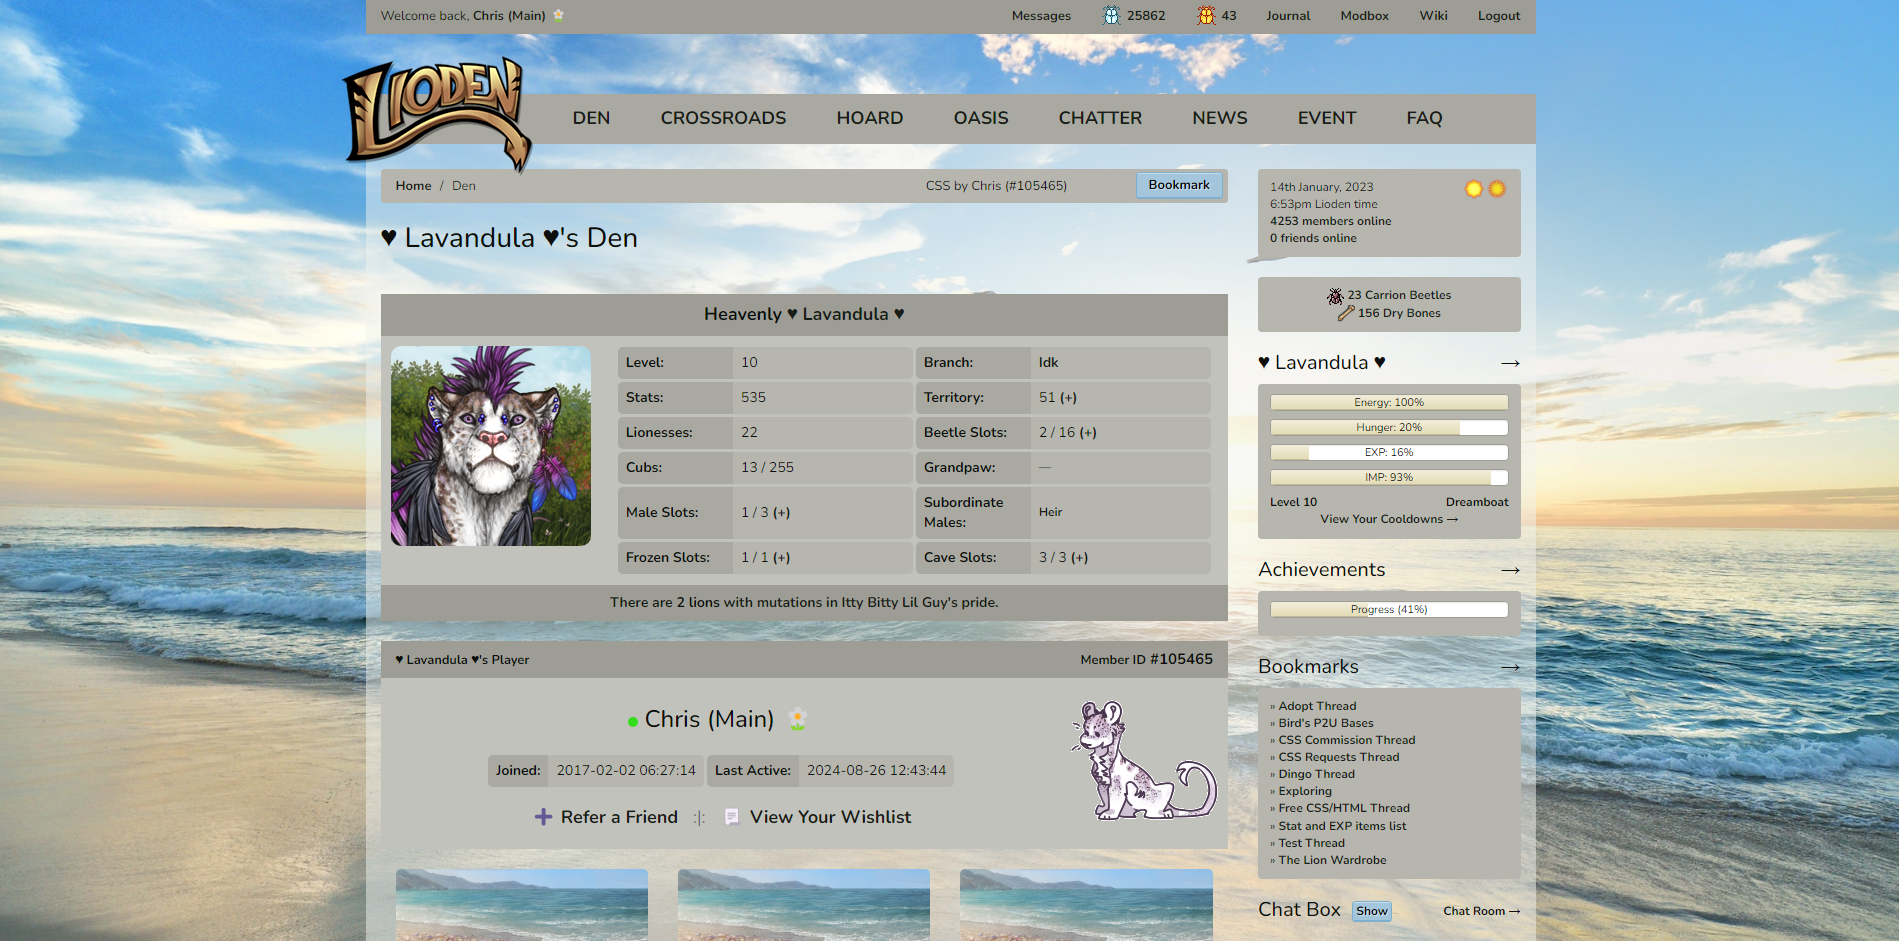 Welcome back, Chris (Main)
Messages 25862 43 Journal Modbox Wiki Logout
LIODEN
DEN CROSSROADS HOARD OASIS CHATTER NEWS EVENT FAQ
Home / Den CSS by Chris (#105465) Bookmark
♥ Lavandula ♥'s Den
Heavenly ♥ Lavandula ♥
Level: 10 Branch: Idk
Stats: 535 Territory: 51 (+)
Lionesses: 22 Beetle Slots: 2 / 16 (+)
Cubs: 13 / 255 Grandpaw: —
Male Slots: 1 / 3 (+) Subordinate Males: Heir
Frozen Slots: 1 / 1 (+) Cave Slots: 3 / 3 (+)
There are 2 lions with mutations in Itty Bitty Lil Guy's pride.
♥ Lavandula ♥'s Player Member ID #105465
Chris (Main)
Joined: 2017-02-02 06:27:14 Last Active: 2024-08-26 12:43:44
Refer a Friend :|: View Your Wishlist
14th January, 2023
6:53pm Lioden time
4253 members online
0 friends online
23 Carrion Beetles
156 Dry Bones
♥ Lavandula ♥ →
Energy: 100%
Hunger: 20%
EXP: 16%
IMP: 93%
Level 10 Dreamboat
View Your Cooldowns →
Achievements →
Progress (41%)
Bookmarks →
» Adopt Thread
» Bird's P2U Bases
» CSS Commission Thread
» CSS Requests Thread
» Dingo Thread
» Exploring
» Free CSS/HTML Thread
» Stat and EXP items list
» Test Thread
» The Lion Wardrobe
Chat Box Show Chat Room →